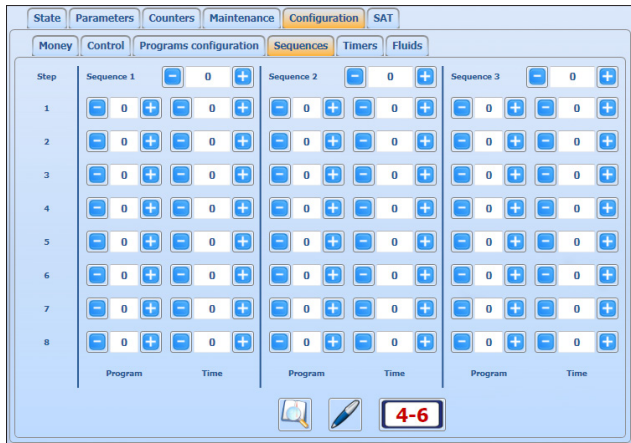 State Parameters Counters Maintenance Configuration SAT
Money Control Programs configuration Sequences Timers Fluids
Step Sequence 1 - 0 + Sequence 2 - 0 + Sequence 3 - 0 +
1 - 0 + - 0 + - 0 + - 0 + - 0 + - 0 +
2 - 0 + - 0 + - 0 + - 0 + - 0 + - 0 +
3 - 0 + - 0 + - 0 + - 0 + - 0 + - 0 +
4 - 0 + - 0 + - 0 + - 0 + - 0 + - 0 +
5 - 0 + - 0 + - 0 + - 0 + - 0 + - 0 +
6 - 0 + - 0 + - 0 + - 0 + - 0 + - 0 +
7 - 0 + - 0 + - 0 + - 0 + - 0 + - 0 +
8 - 0 + - 0 + - 0 + - 0 + - 0 + - 0 +
Program Time Program Time Program Time
4-6